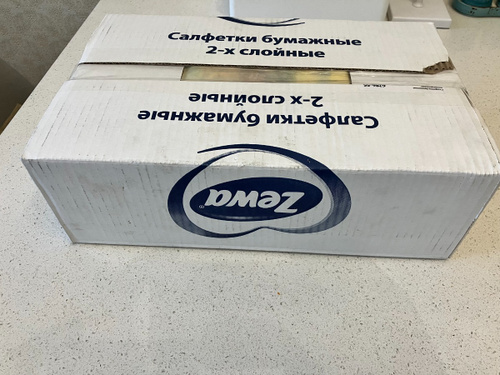 Салфетки бумажные
2-х слойные
Салфетки бумажные
2-х слойные
Zewa
®